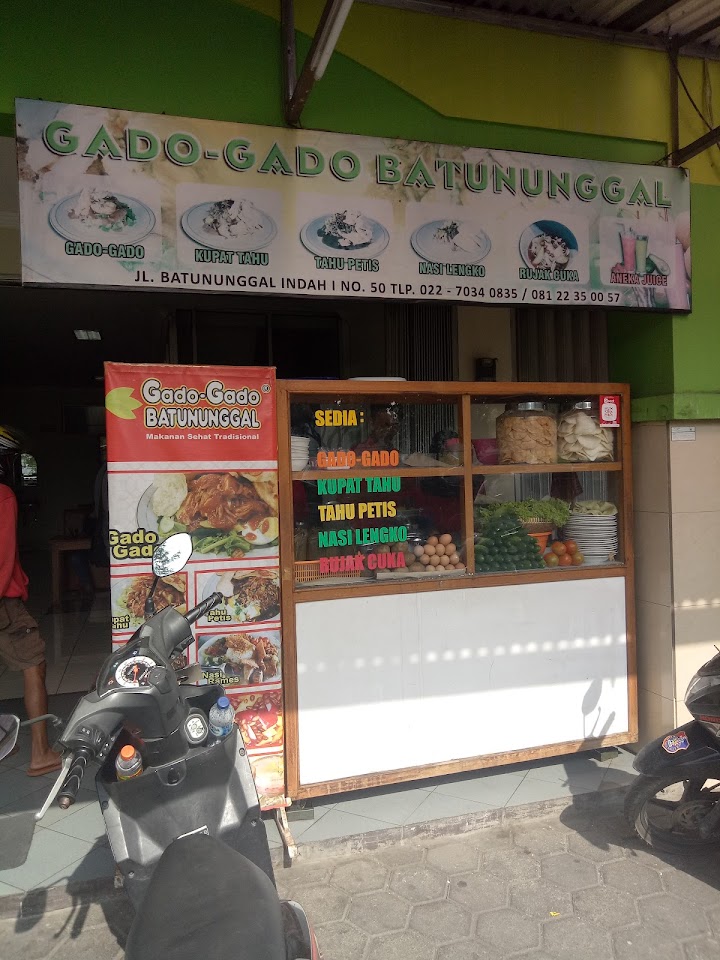 GADO-GADO BATUNUNGGAL
GADO-GADO
KUPAT TAHU
TAHU PETIS
NASI LENGKO
RUJAK CUKA
ANEKA JUICE
JL. BATUNUNGGAL INDAH I NO. 50 TLP. 022 - 7034 0835 / 081 22 35 00 57
Gado-Gado
BATUNUNGGAL
Makanan Sehat Tradisional
Gado
Gado
Tahu
Petis
Nasi
Rames
SEDIA :
GADO-GADO
KUPAT TAHU
TAHU PETIS
NASI LENGKO
RUJAK CUKA